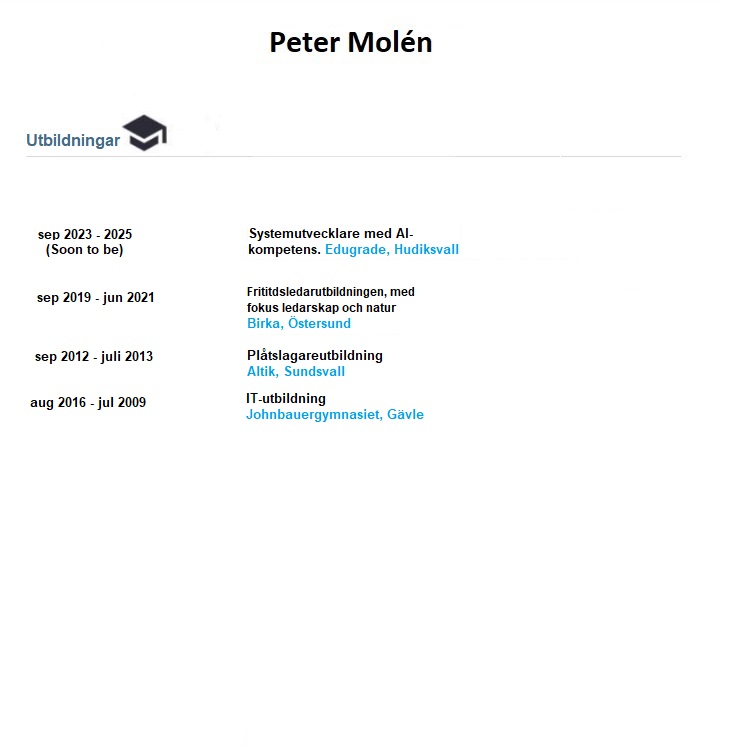 Peter Molén
Utbildningar
sep 2023 - 2025
(Soon to be)
Systemutvecklare med AI-
kompetens. Edugrade, Hudiksvall
sep 2019 - jun 2021
Frititdsledarutbildningen, med
fokus ledarskap och natur
Birka, Östersund
sep 2012 - juli 2013
Plåtslagareutbildning
Altik, Sundsvall
aug 2016 - jul 2009
IT-utbildning
Johnbauergymnasiet, Gävle